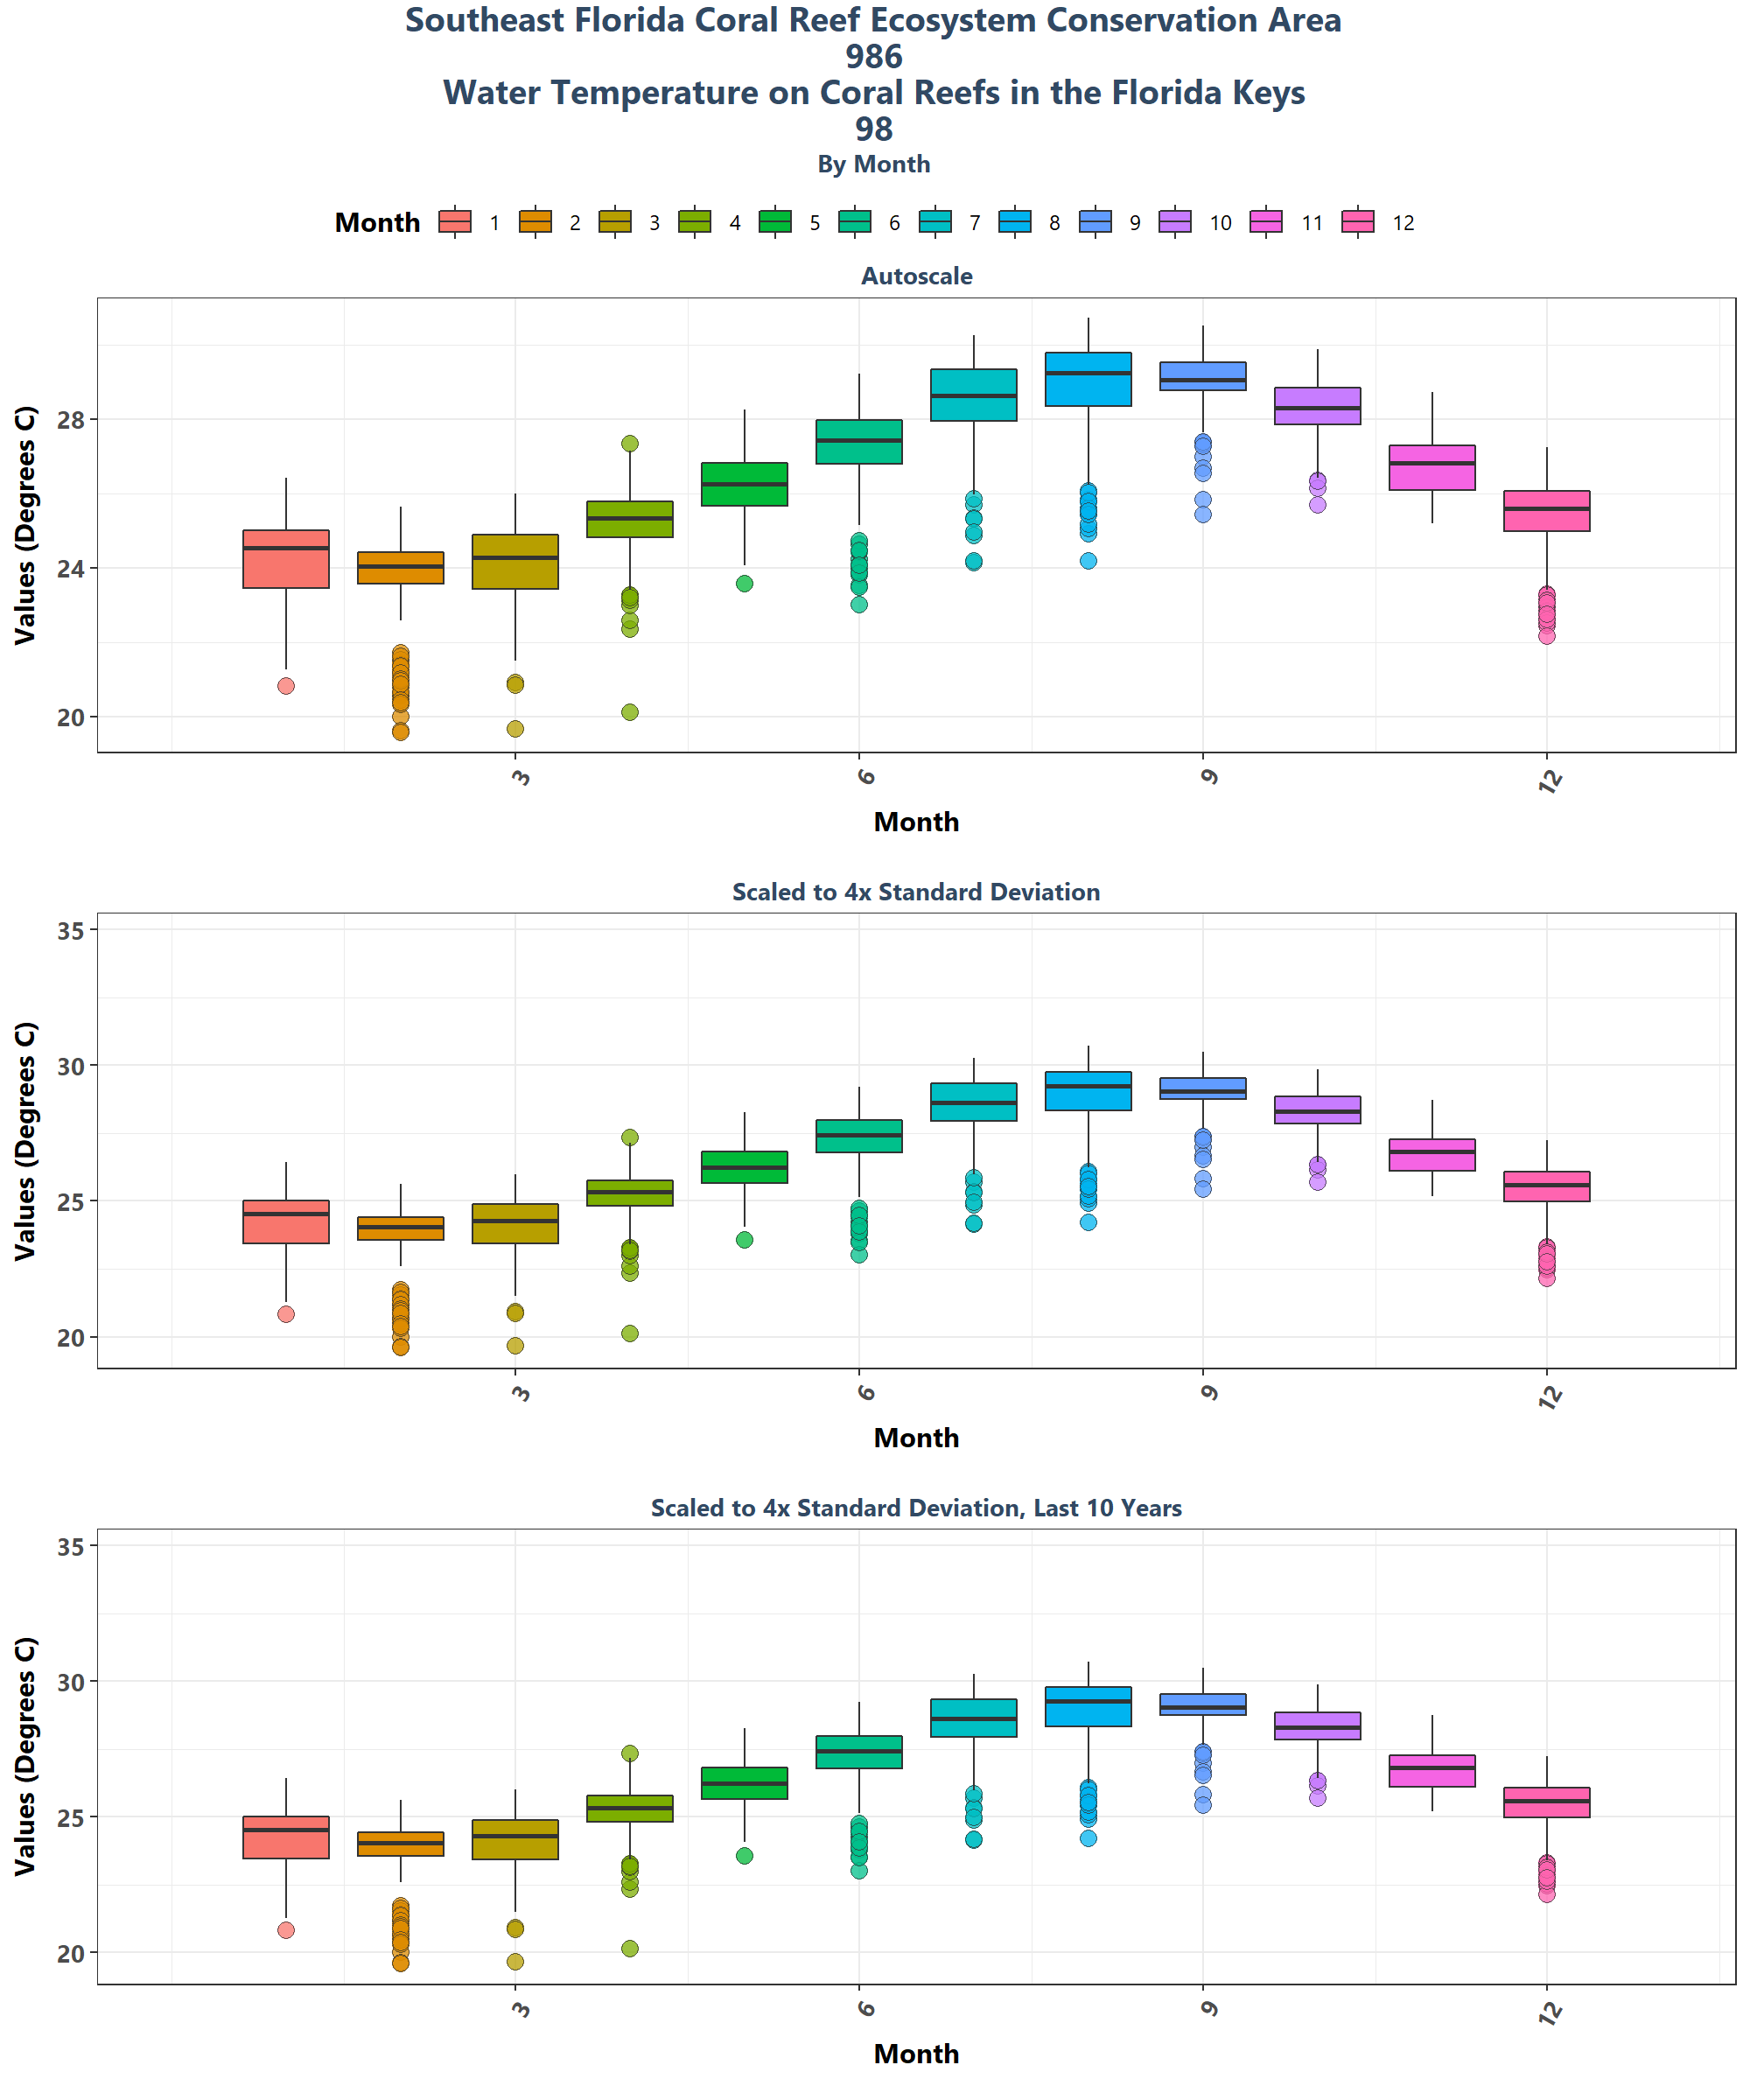 Southeast Florida Coral Reef Ecosystem Conservation Area
986
Water Temperature on Coral Reefs in the Florida Keys
98
By Month
Month 1 2 3 4 5 6 7 8 9 10 11 12
Autoscale
Values (Degrees C)
28
24
20
3 6 9 12
Month
Scaled to 4x Standard Deviation
Values (Degrees C)
35
30
25
20
3 6 9 12
Month
Scaled to 4x Standard Deviation, Last 10 Years
Values (Degrees C)
35
30
25
20
3 6 9 12
Month